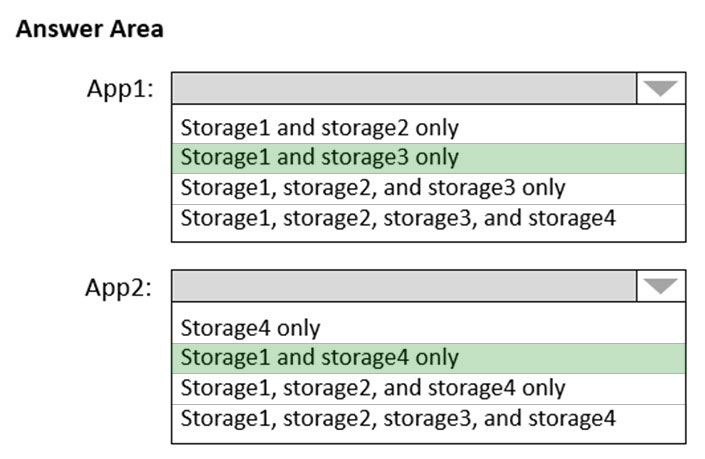 Answer Area
App1:
Storage1 and storage2 only
Storage1 and storage3 only
Storage1, storage2, and storage3 only
Storage1, storage2, storage3, and storage4
App2:
Storage4 only
Storage1 and storage4 only
Storage1, storage2, and storage4 only
Storage1, storage2, storage3, and storage4